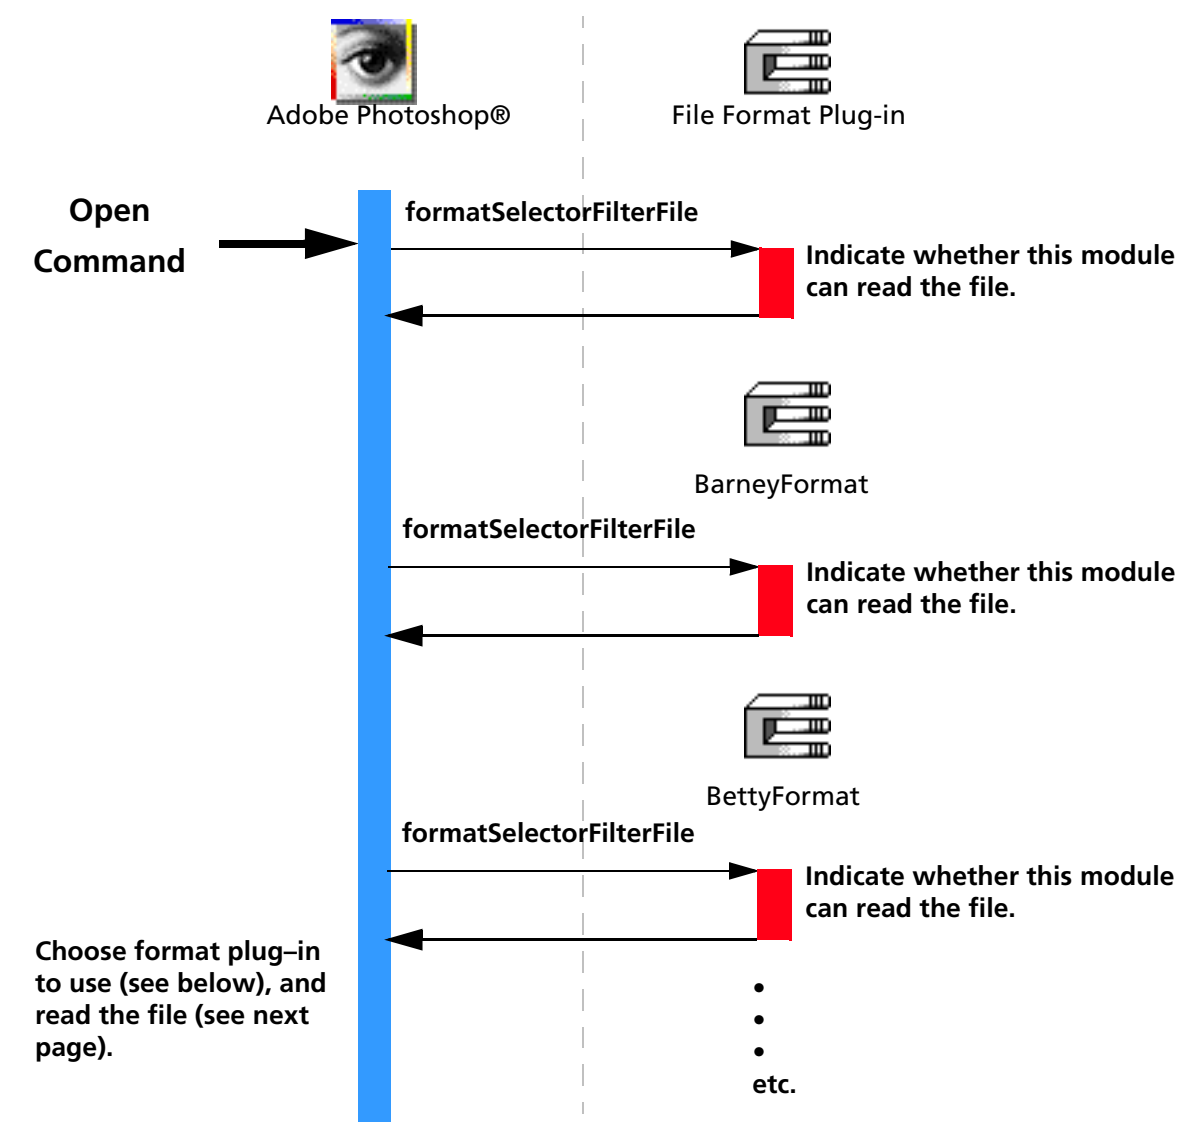 Adobe Photoshop®
File Format Plug-in
Open
Command
formatSelectorFilterFile
Indicate whether this module
can read the file.
BarneyFormat
formatSelectorFilterFile
Indicate whether this module
can read the file.
BettyFormat
formatSelectorFilterFile
Indicate whether this module
can read the file.
Choose format plug–in
to use (see below), and
read the file (see next
page).
•
•
•
etc.